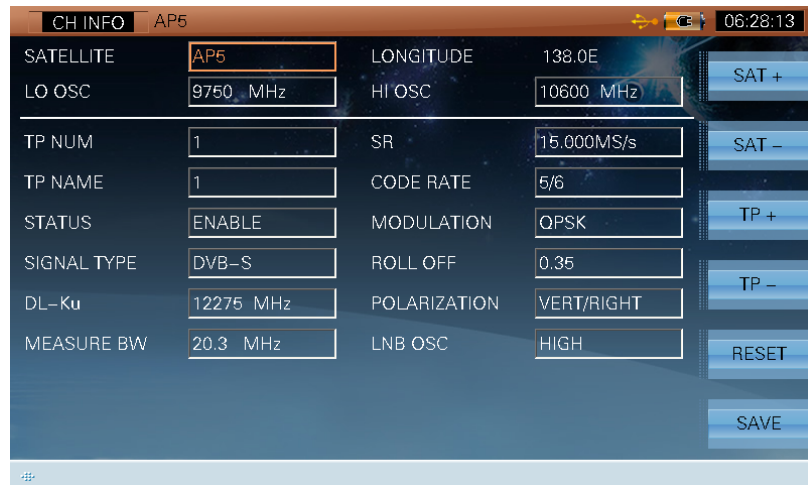 CH INFO AP5 06:28:13
SATELLITE AP5 LONGITUDE 138.0E
SAT +
LO OSC 9750 MHz HI OSC 10600 MHz
TP NUM 1 SR 15.000MS/s
SAT –
TP NAME 1 CODE RATE 5/6
STATUS ENABLE MODULATION QPSK
TP +
SIGNAL TYPE DVB–S ROLL OFF 0.35
TP –
DL–Ku 12275 MHz POLARIZATION VERT/RIGHT
MEASURE BW 20.3 MHz LNB OSC HIGH
RESET
SAVE